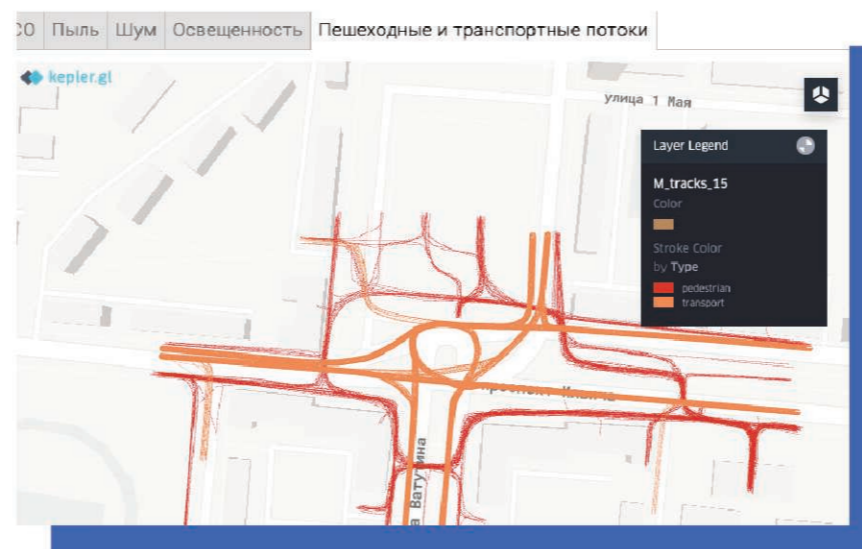 СО Пыль Шум Освещенность Пешеходные и транспортные потоки
kepler.gl
улица 1 Мая
Layer Legend
M_tracks_15
Color
Stroke Color
by Type
pedestrian
transport
Ватутина